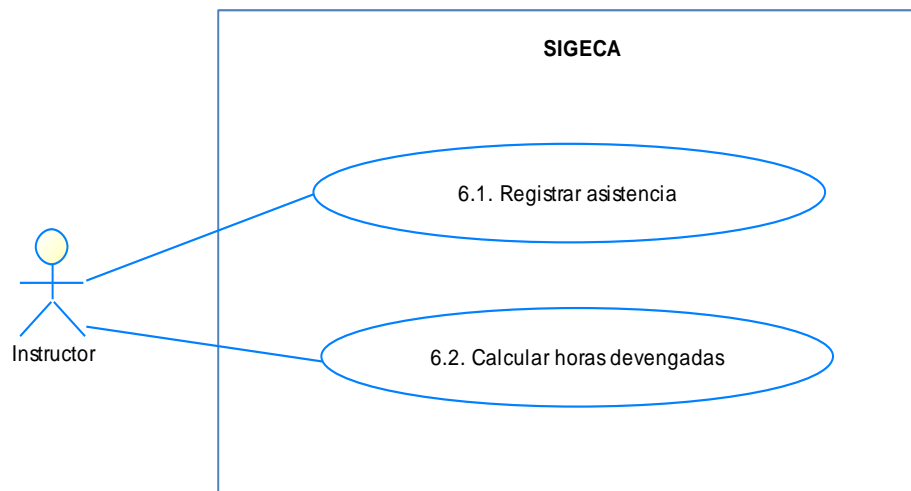 SIGECA
6.1. Registrar asistencia
Instructor
6.2. Calcular horas devengadas